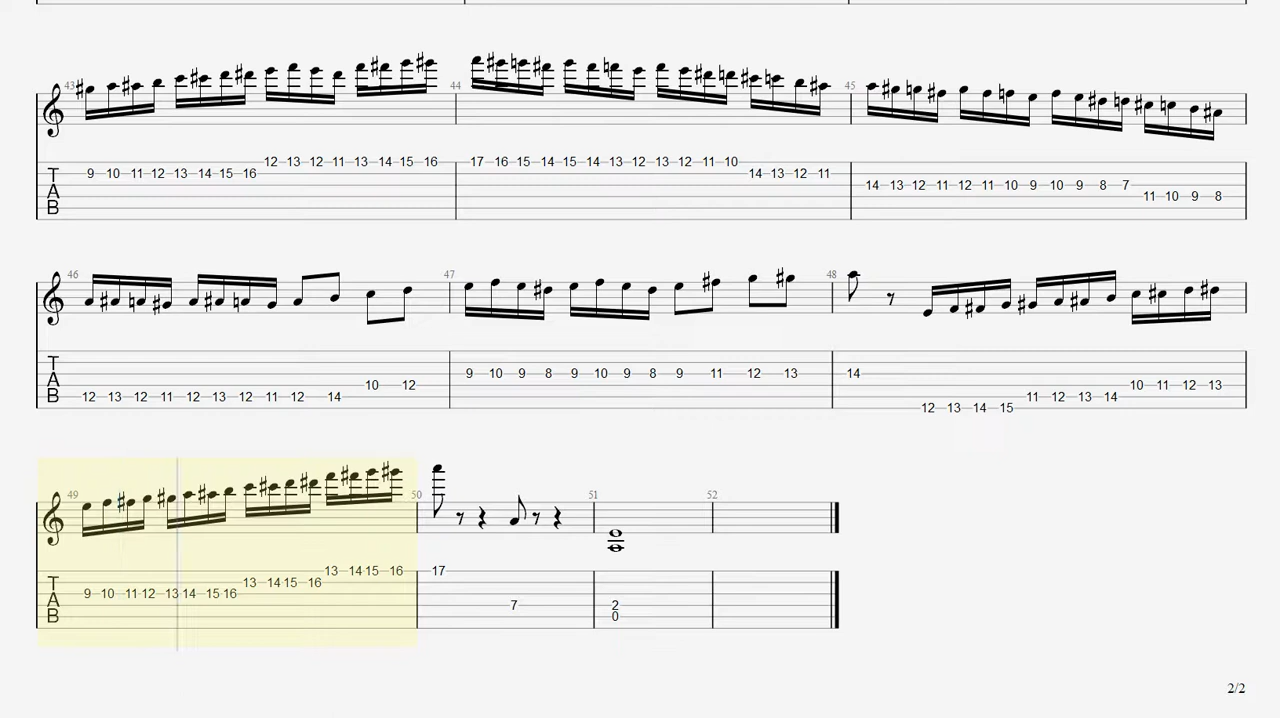 43 44 45
12 13 12 11 13 14 15 16 17 16 15 14 15 14 13 12 13 12 11 10
T 9 10 11 12 13 14 15 16 14 13 12 11
14 13 12 11 12 11 10 9 10 9 8 7
A 11 10 9 8
B
46 47 48
T
A 9 10 9 8 9 10 9 8 9 11 12 13 14
10 12 10 11 12 13
B 12 13 12 11 12 13 12 11 12 14 11 12 13 14
12 13 14 15
49 50 51 52
13 14 15 16 17
T 13 14 15 16
A 9 10 11 12 13 14 15 16
7 2
B 0
2/2